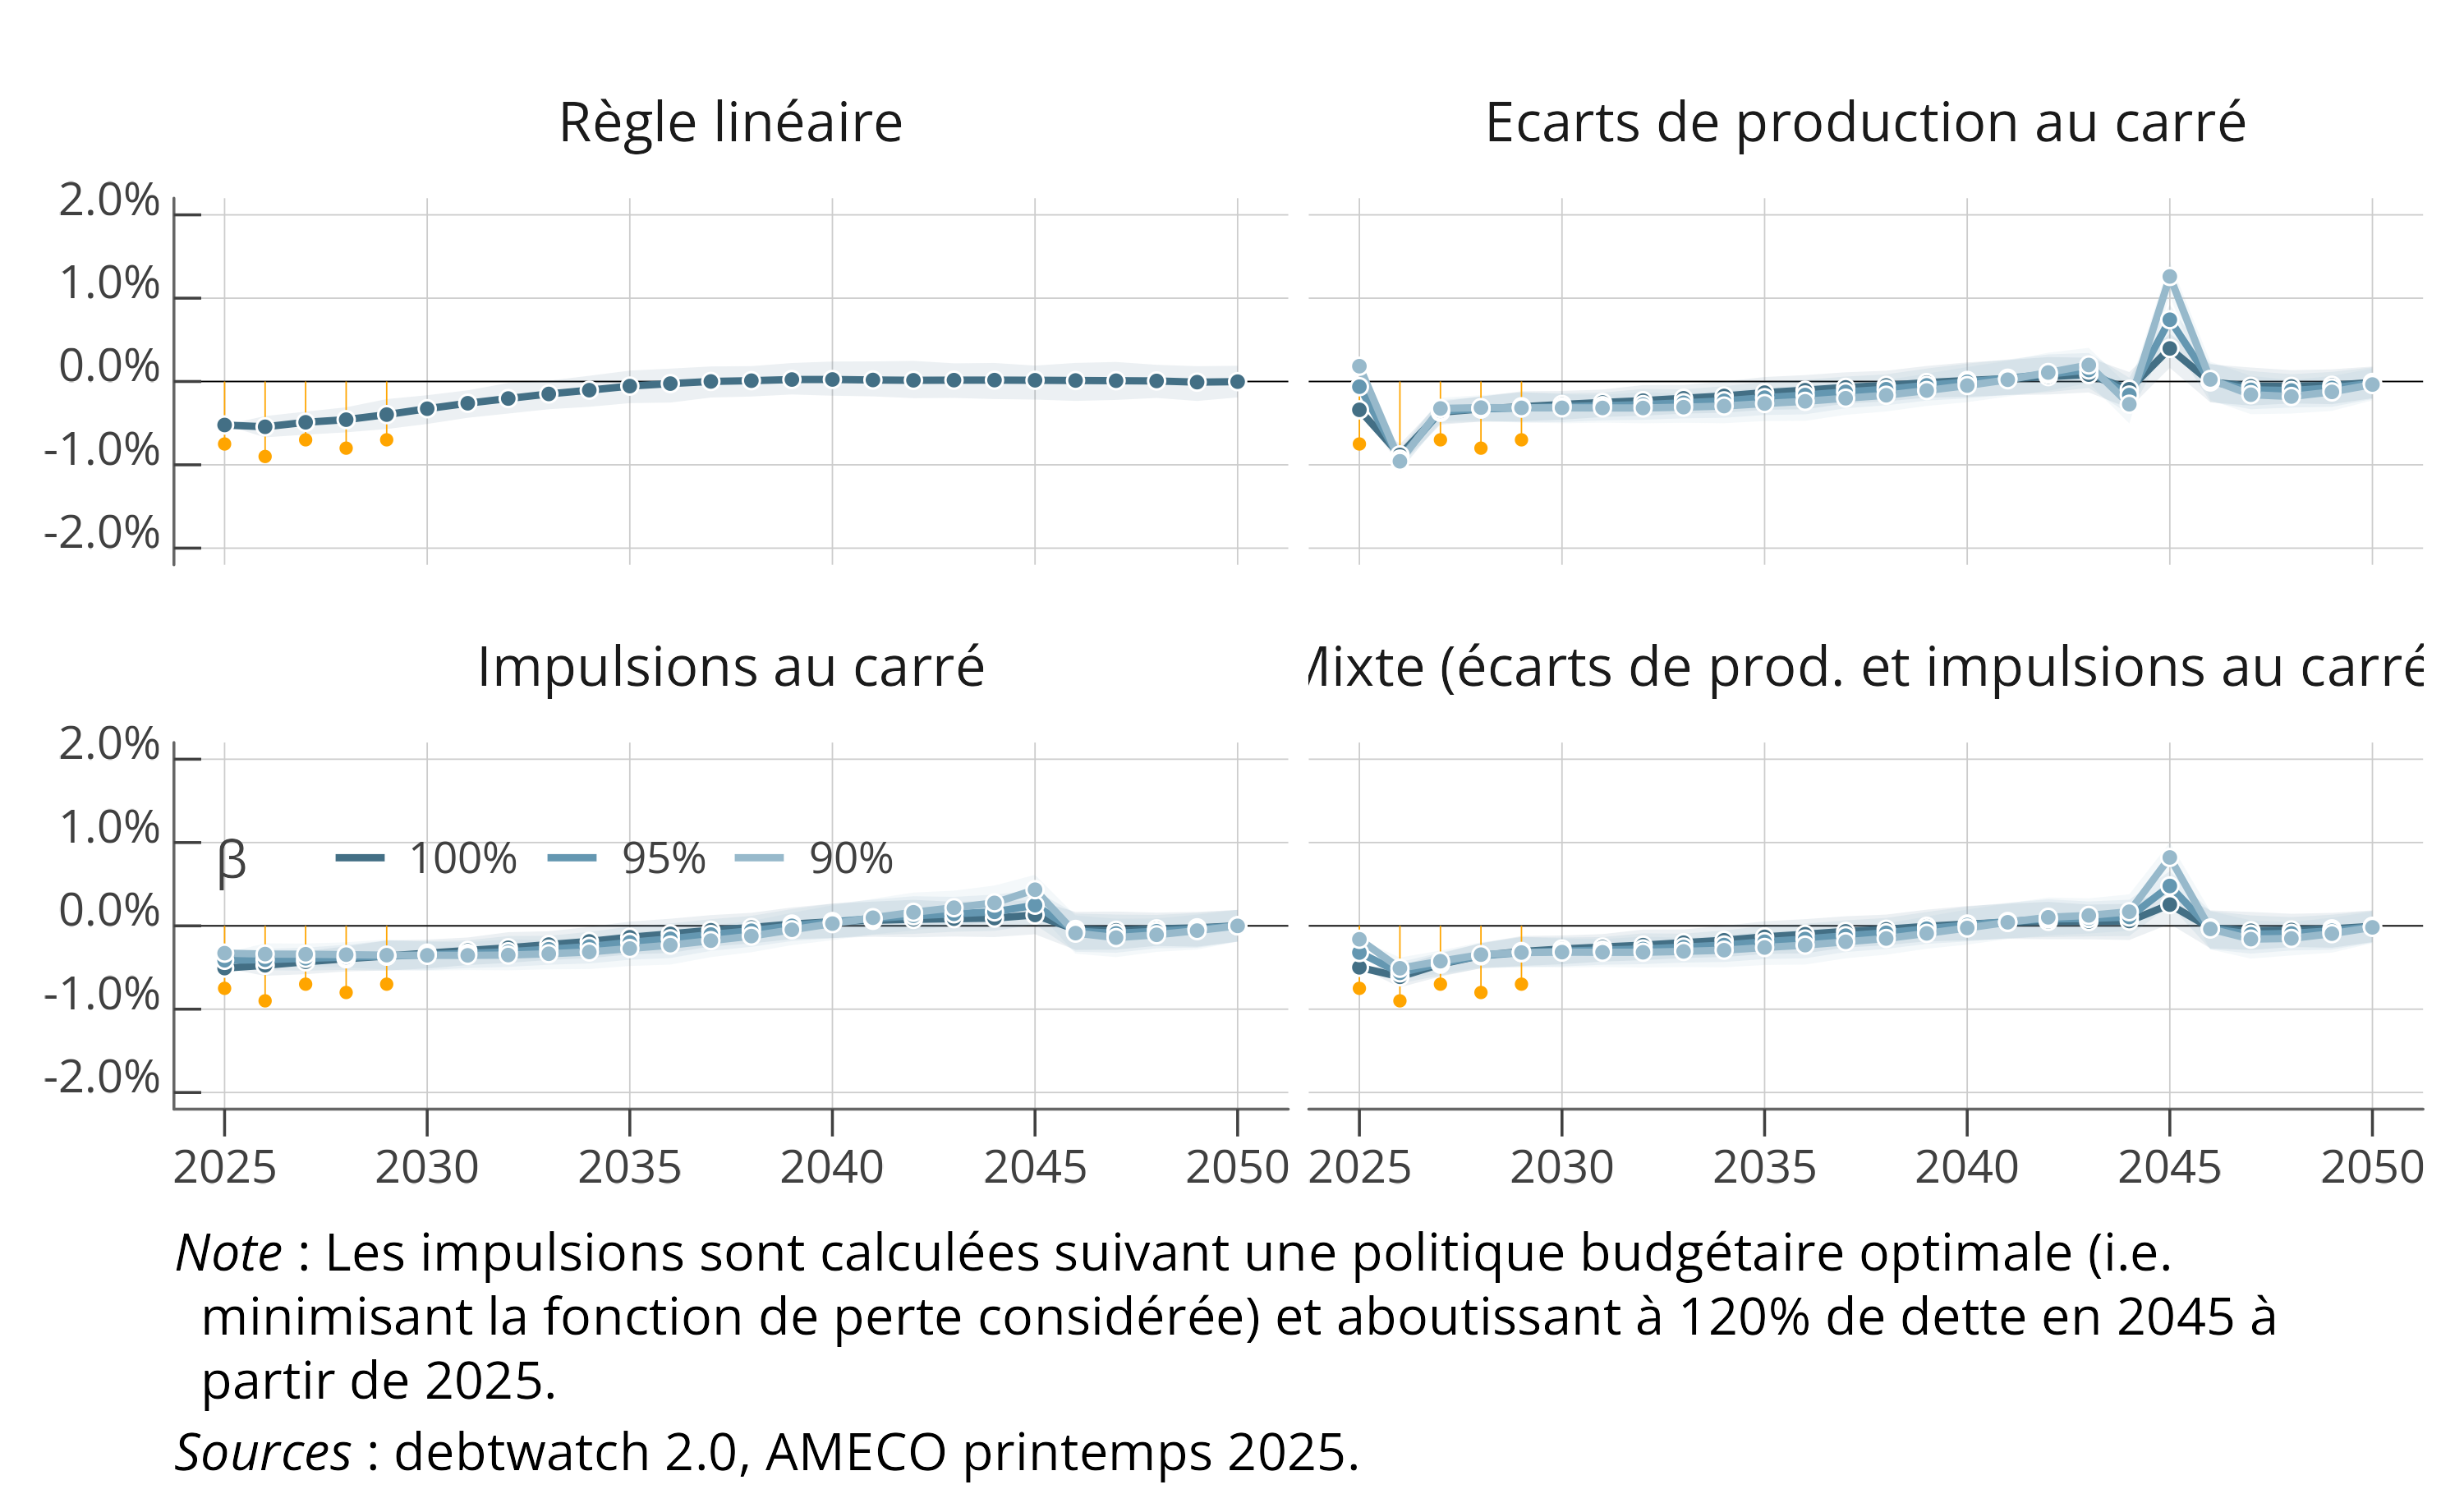 Règle linéaire
Ecarts de production au carré
2.0%
1.0%
0.0%
-1.0%
-2.0%
Impulsions au carré
Mixte (écarts de prod. et impulsions au carré
2.0%
1.0%
0.0%
-1.0%
-2.0%
β 100% 95% 90%
2025 2030 2035 2040 2045 2050 2025 2030 2035 2040 2045 2050
Note : Les impulsions sont calculées suivant une politique budgétaire optimale (i.e.
minimisant la fonction de perte considérée) et aboutissant à 120% de dette en 2045 à
partir de 2025.
Sources : debtwatch 2.0, AMECO printemps 2025.